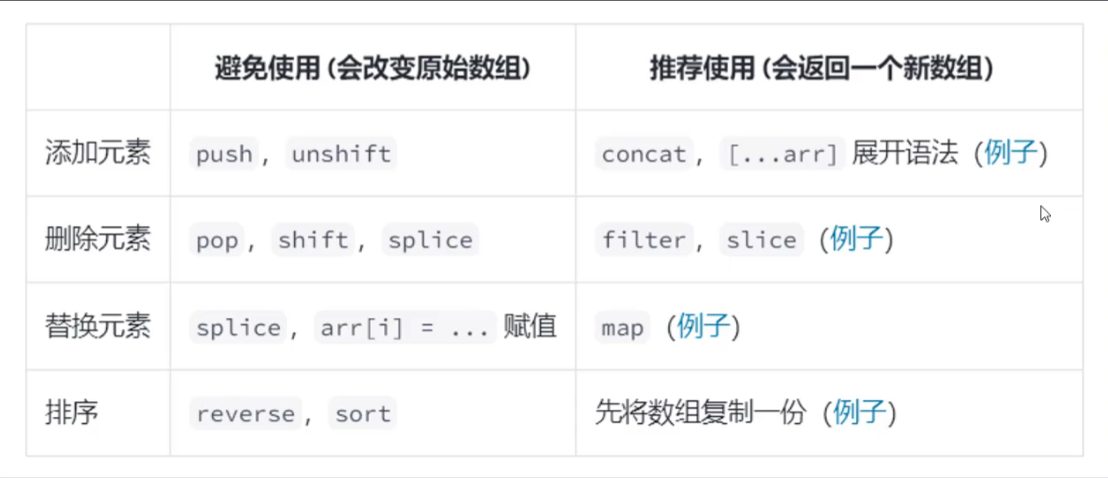 避免使用 (会改变原始数组) 推荐使用 (会返回一个新数组)
添加元素 push, unshift concat, [...arr] 展开语法 (例子)
删除元素 pop, shift, splice filter, slice (例子)
替换元素 splice, arr[i] = ... 赋值 map (例子)
排序 reverse, sort 先将数组复制一份 (例子)